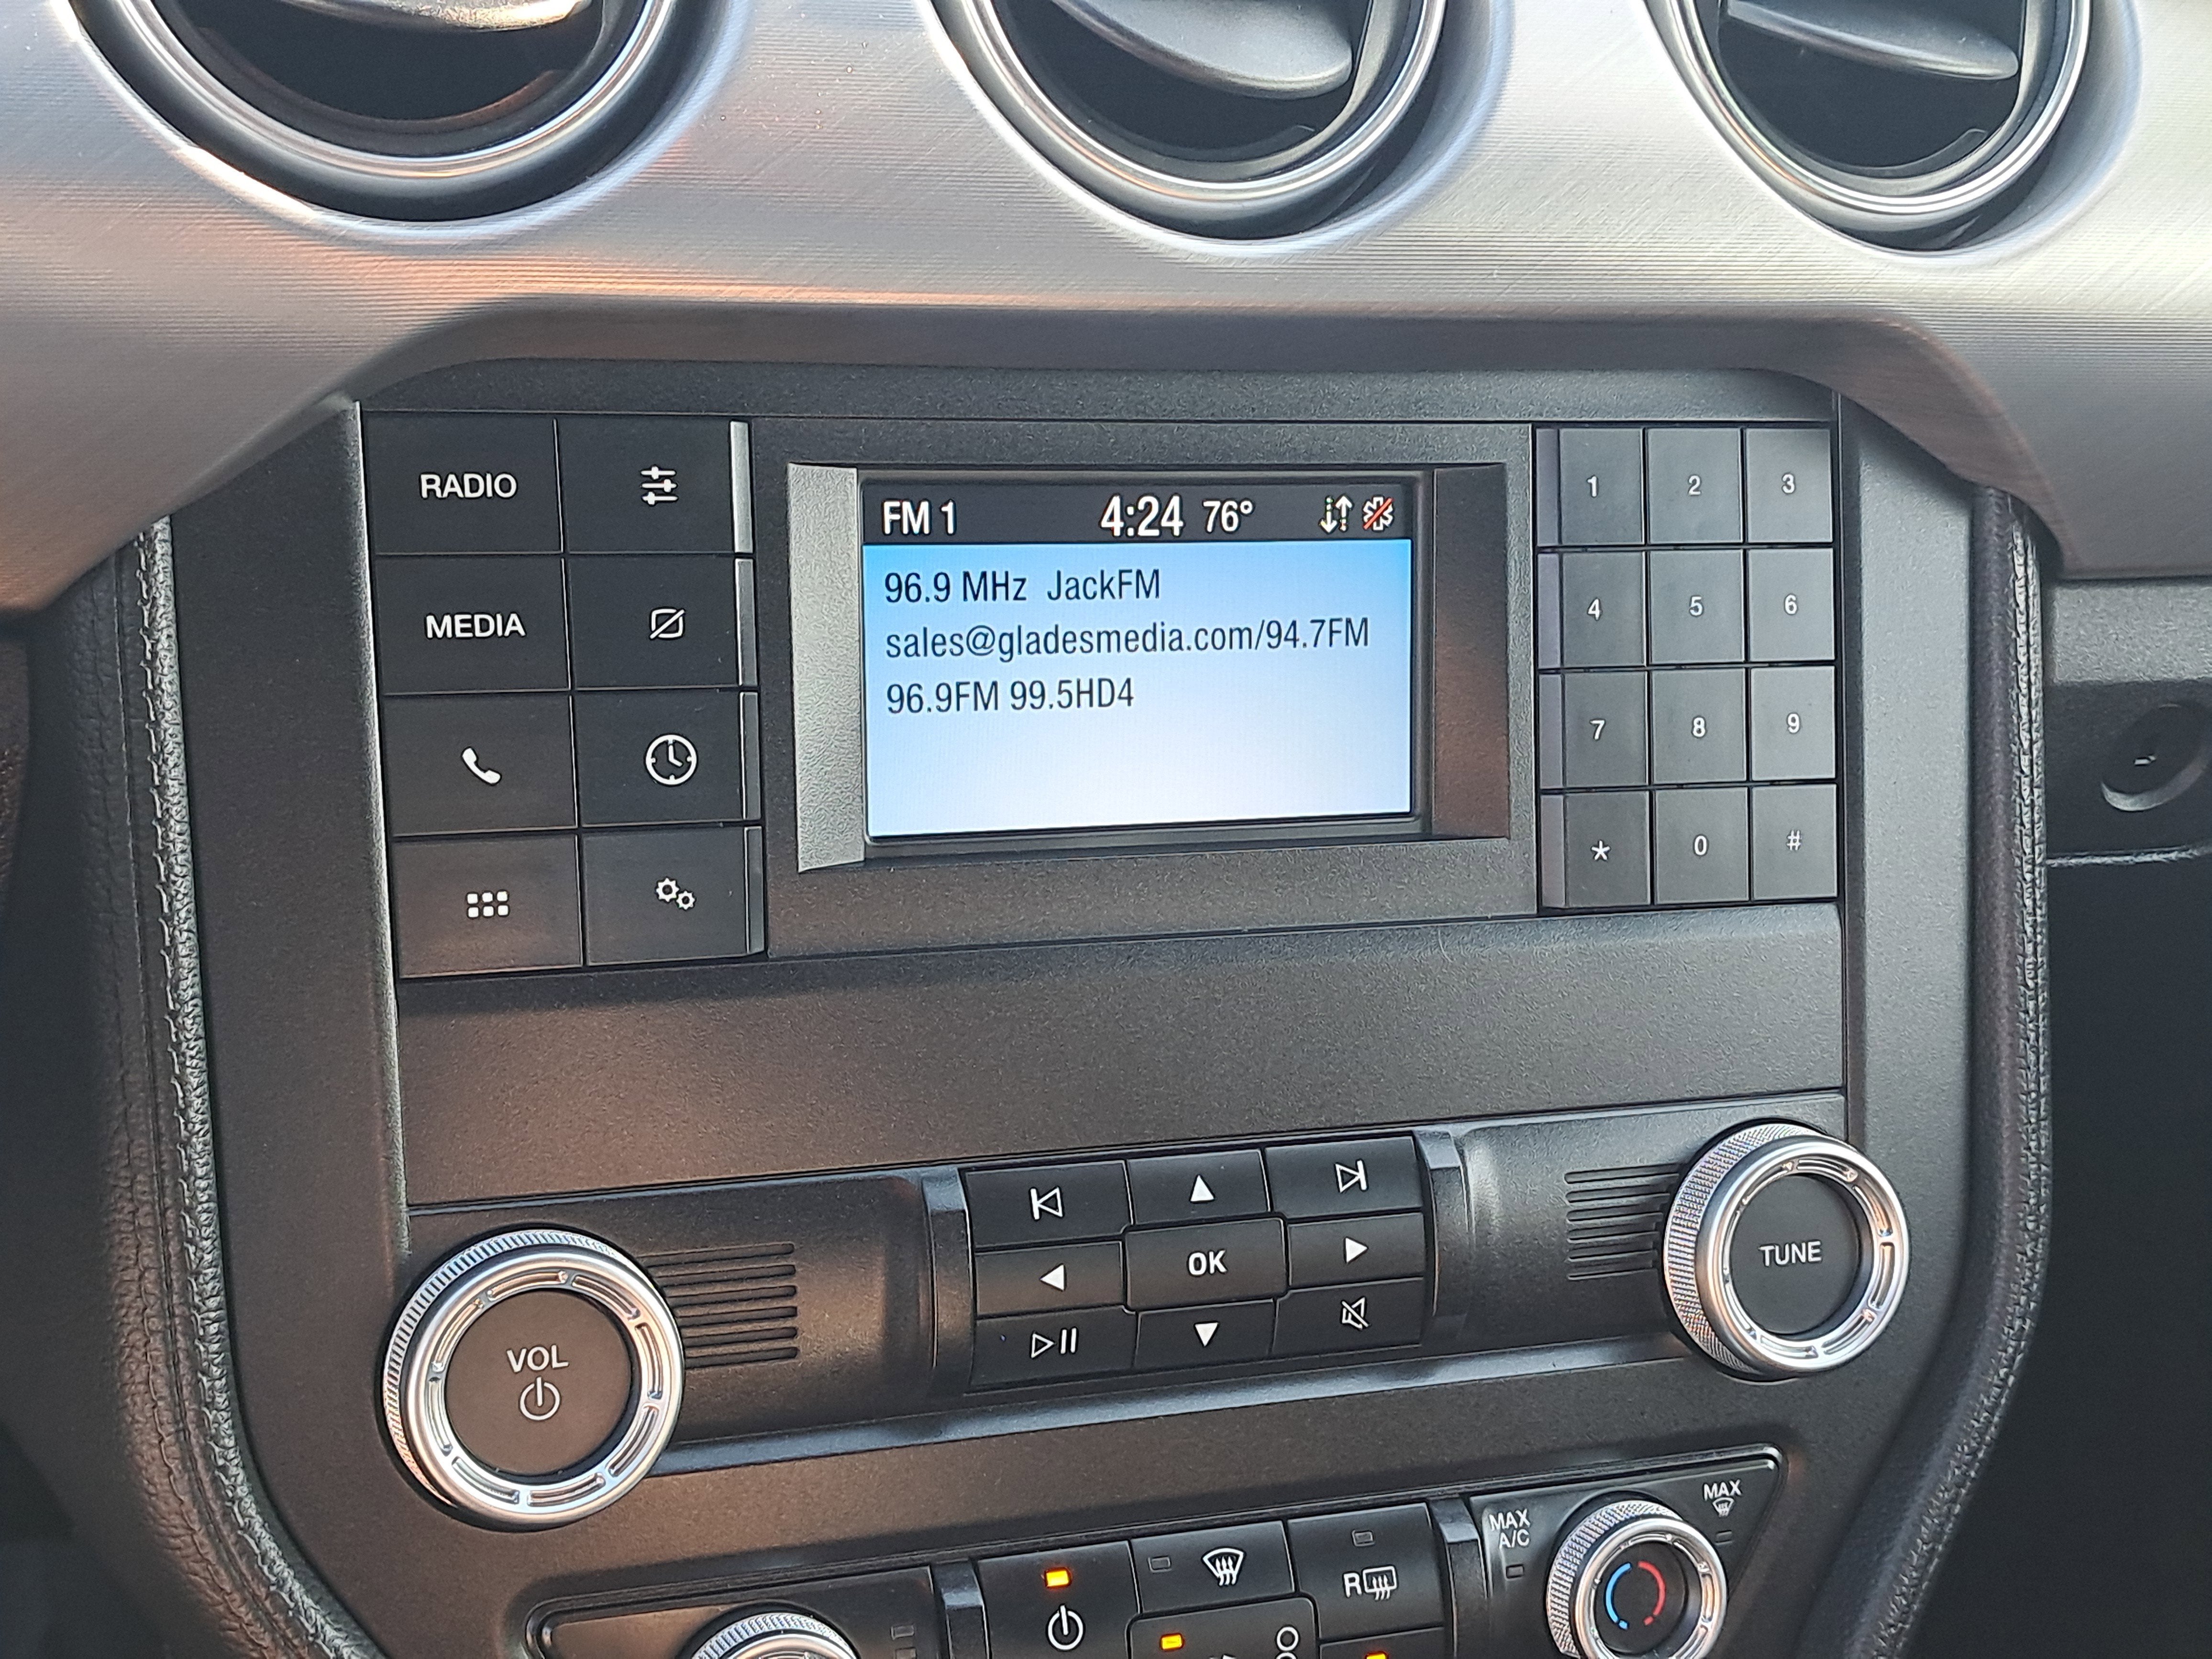 RADIO
MEDIA
FM 1 4:24 76°
96.9 MHz JackFM
sales@gladesmedia.com/94.7FM
96.9FM 99.5HD4
1 2 3
4 5 6
7 8 9
* 0 #
VOL
OK
TUNE
R
MAX
A/C
MAX